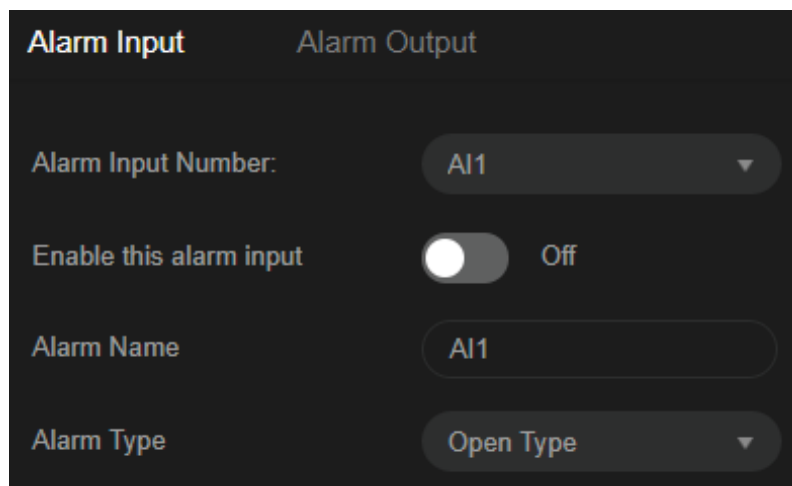 Alarm Input Alarm Output
Alarm Input Number: AI1
Enable this alarm input Off
Alarm Name AI1
Alarm Type Open Type